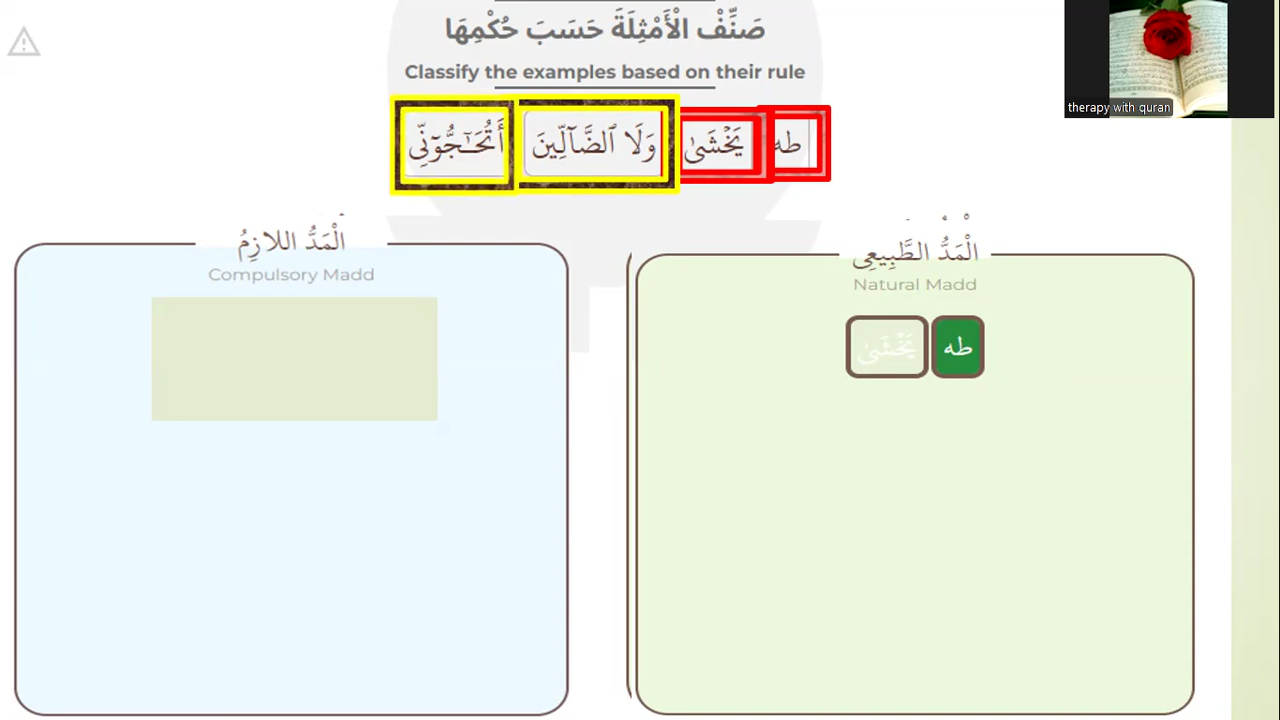 صَنِّفْ الْأَمْثِلَةَ حَسَبَ حُكْمِهَا
Classify the examples based on their rule
therapy with quran
طه يَخْشَىٰ وَلَا ٱلضَّآلِّينَ أَتُحَـٰٓجُّوٓنِّى
الْمَدُّ الطَّبِيعِى
Natural Madd
طه يَخْشَىٰ
الْمَدُّ اللازِمُ
Compulsory Madd